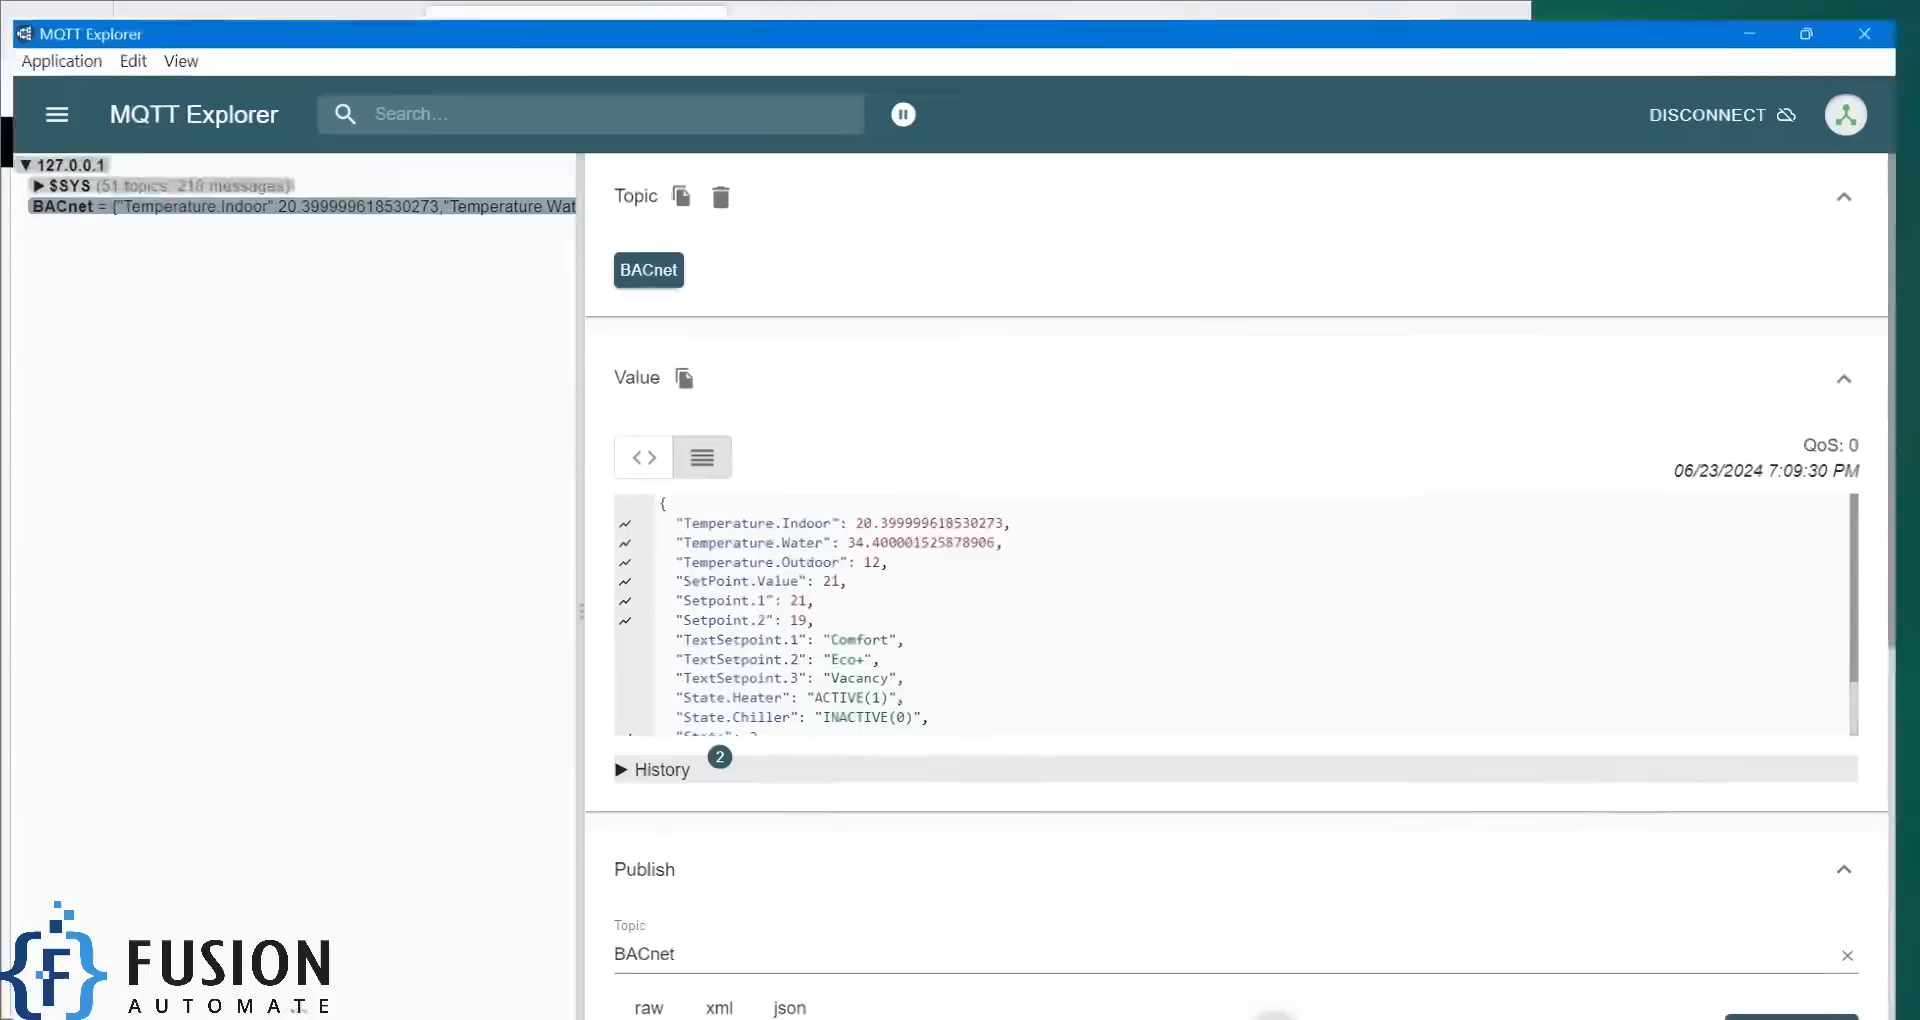 MQTT Explorer
Application Edit View
MQTT Explorer Search... DISCONNECT
▼ 127.0.0.1
▶ $SYS (51 topics, 218 messages)
BACnet = {"Temperature.Indoor":20.399999618530273,"Temperature.Wat
Topic
BACnet
Value
QoS: 0
06/23/2024 7:09:30 PM
{
"Temperature.Indoor": 20.399999618530273,
"Temperature.Water": 34.400001525878906,
"Temperature.Outdoor": 12,
"SetPoint.Value": 21,
"Setpoint.1": 21,
"Setpoint.2": 19,
"TextSetpoint.1": "Comfort",
"TextSetpoint.2": "Eco+",
"TextSetpoint.3": "Vacancy",
"State.Heater": "ACTIVE(1)",
"State.Chiller": "INACTIVE(0)",
▶ History 2
Publish
Topic
BACnet
raw xml json
FUSION
AUTOMATE